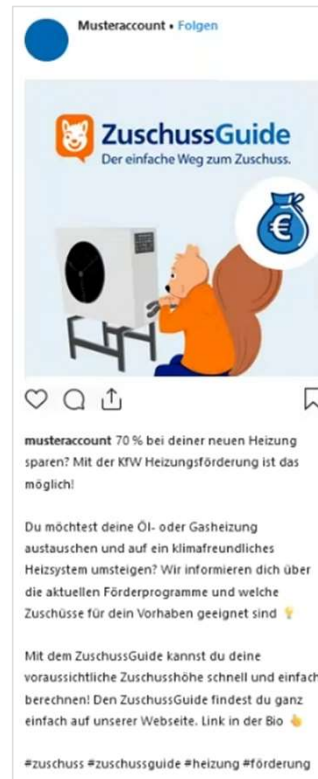 Musteraccount • Folgen
ZuschussGuide
Der einfache Weg zum Zuschuss.
€
musteraccount 70 % bei deiner neuen Heizung
sparen? Mit der KfW Heizungsförderung ist das
möglich!
Du möchtest deine Öl- oder Gasheizung
austauschen und auf ein klimafreundliches
Heizsystem umsteigen? Wir informieren dich über
die aktuellen Förderprogramme und welche
Zuschüsse für dein Vorhaben geeignet sind 💡
Mit dem ZuschussGuide kannst du deine
voraussichtliche Zuschusshöhe schnell und einfach
berechnen! Den ZuschussGuide findest du ganz
einfach auf unserer Webseite. Link in der Bio 👆
#zuschuss #zuschussguide #heizung #förderung